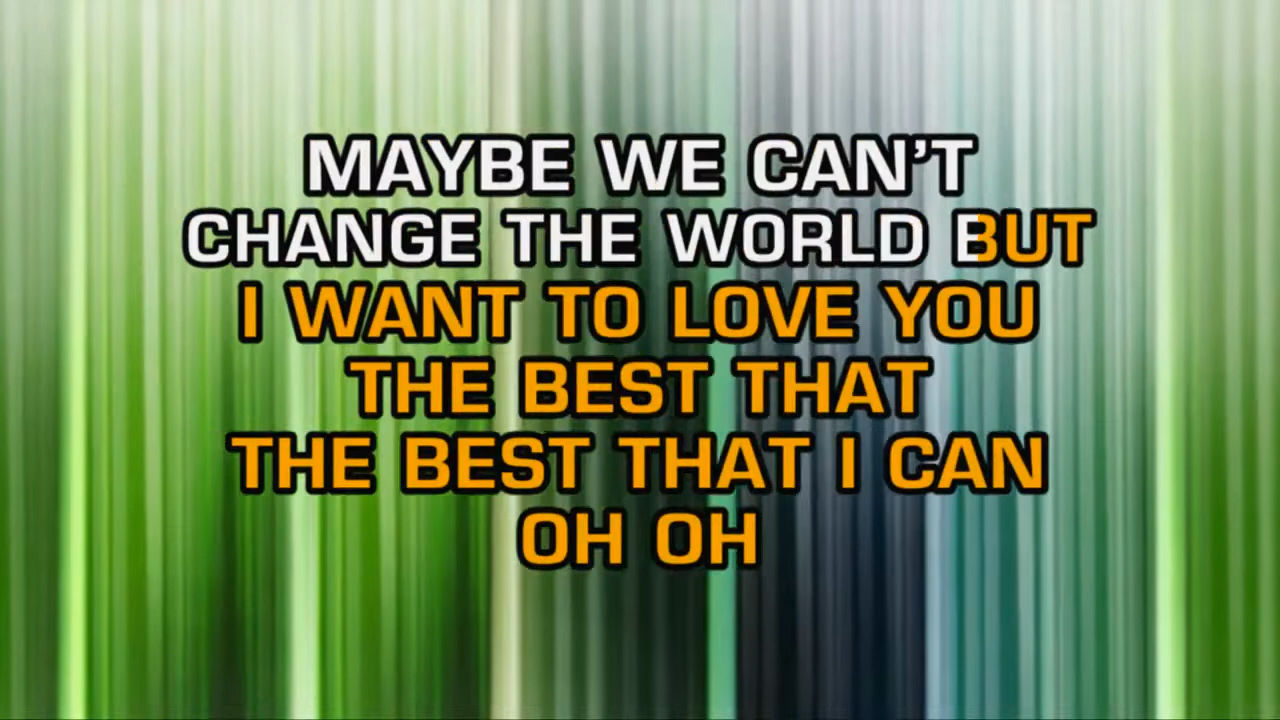 MAYBE WE CAN'T
CHANGE THE WORLD BUT
I WANT TO LOVE YOU
THE BEST THAT
THE BEST THAT I CAN
OH OH